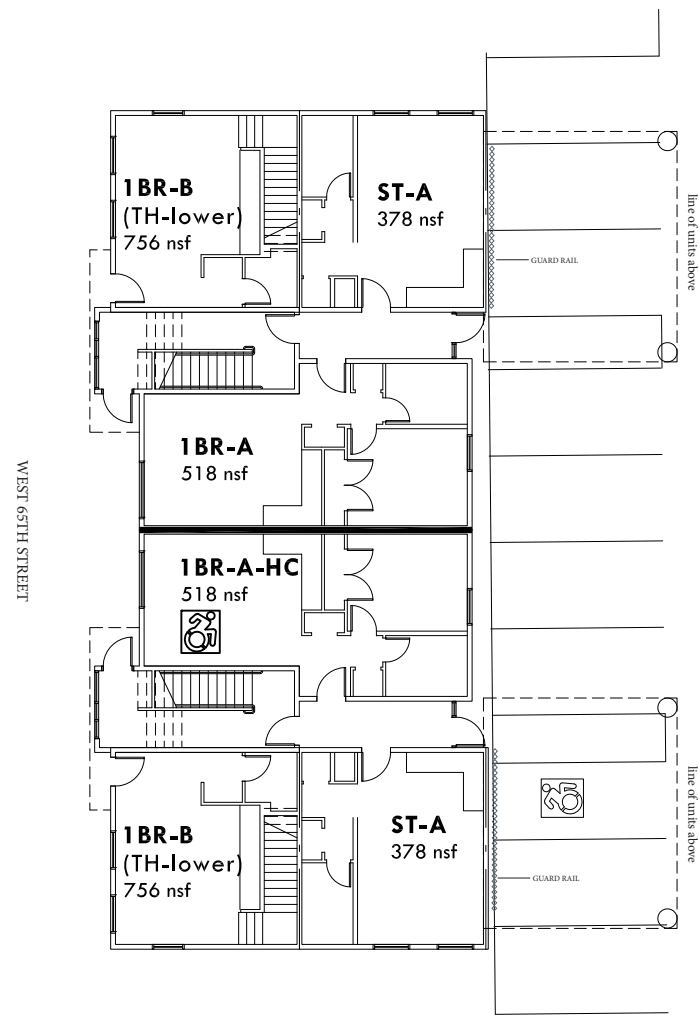 1BR-B
(TH-lower)
756 nsf
ST-A
378 nsf
line of units above
GUARD RAIL
1BR-A
518 nsf
WEST 65TH STREET
1BR-A-HC
518 nsf
1BR-B
(TH-lower)
756 nsf
ST-A
378 nsf
line of units above
GUARD RAIL